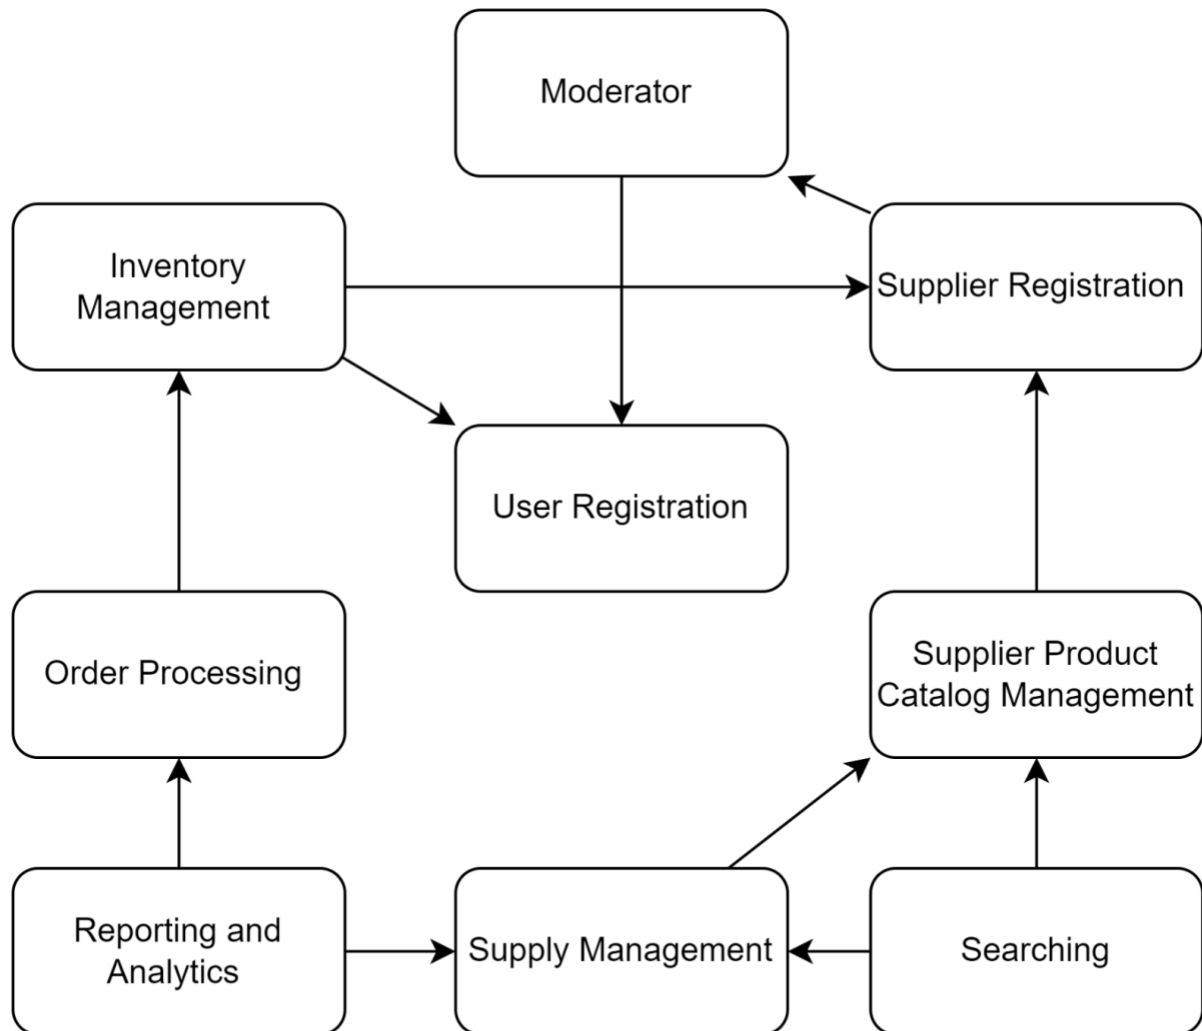 Moderator
Inventory
Management
Supplier Registration
User Registration
Order Processing
Supplier Product
Catalog Management
Reporting and
Analytics
Supply Management
Searching